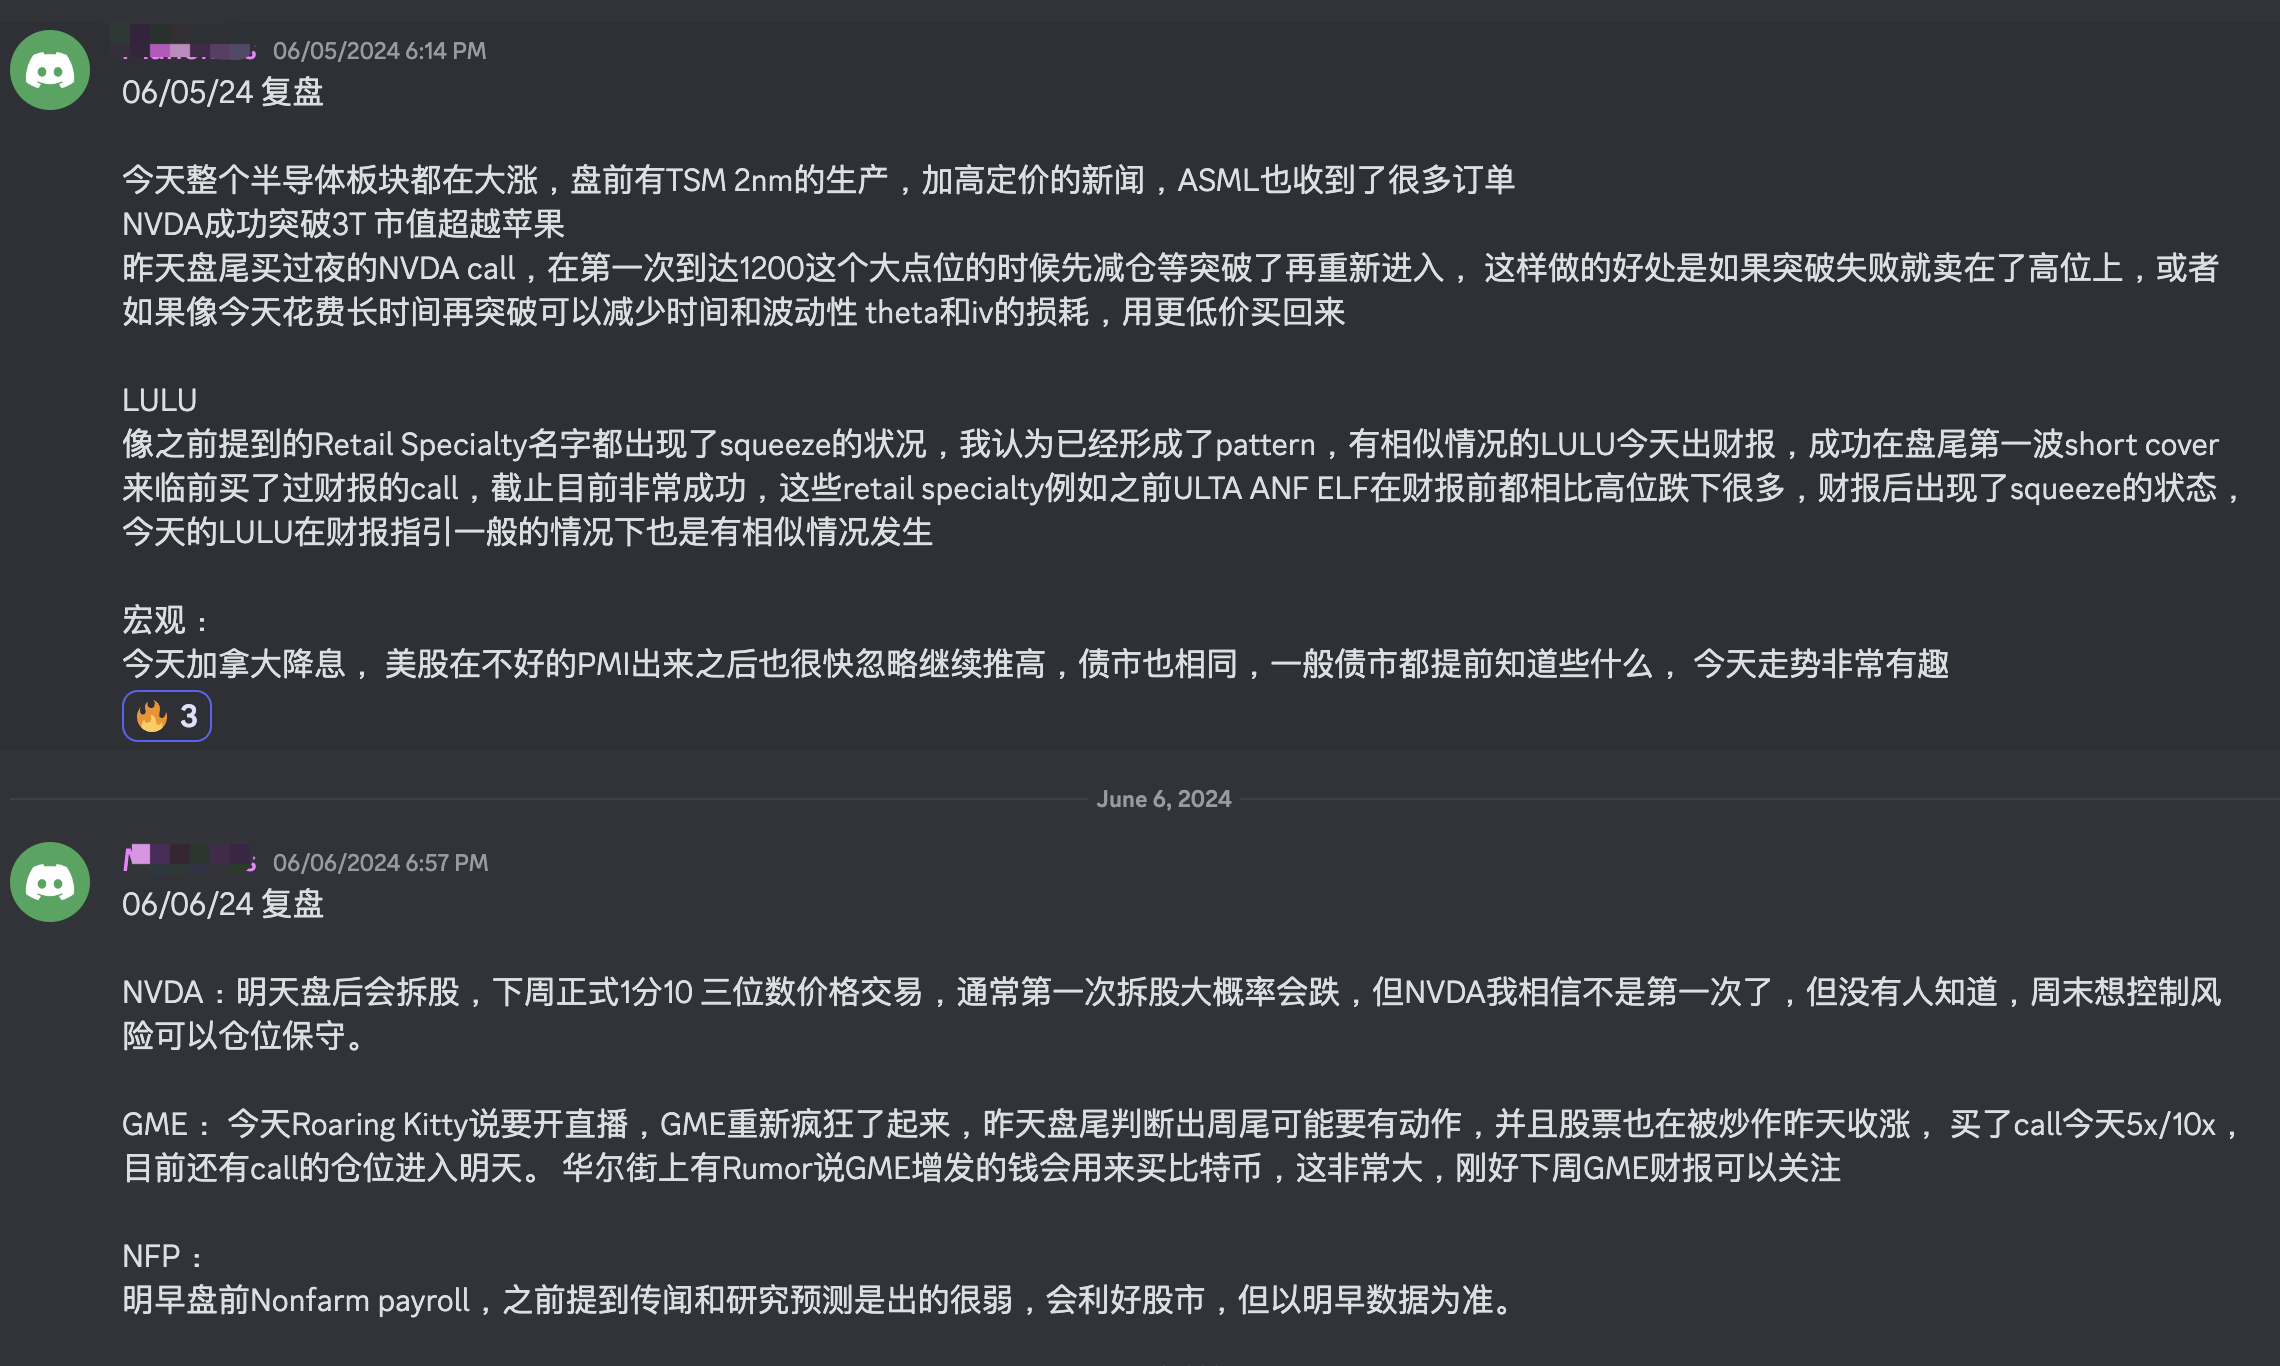 06/05/2024 6:14 PM
06/05/24 复盘
今天整个半导体板块都在大涨，盘前有TSM 2nm的生产，加高定价的新闻，ASML也收到了很多订单
NVDA成功突破3T 市值超越苹果
昨天盘尾买过夜的NVDA call，在第一次到达1200这个大点位的时候先减仓等突破了再重新进入， 这样做的好处是如果突破失败就卖在了高位上，或者
如果像今天花费长时间再突破可以减少时间和波动性 theta和iv的损耗，用更低价买回来
LULU
像之前提到的Retail Specialty名字都出现了squeeze的状况，我认为已经形成了pattern，有相似情况的LULU今天出财报，成功在盘尾第一波short cover
来临前买了过财报的call，截止目前非常成功，这些retail specialty例如之前ULTA ANF ELF在财报前都相比高位跌下很多，财报后出现了squeeze的状态，
今天的LULU在财报指引一般的情况下也是有相似情况发生
宏观：
今天加拿大降息， 美股在不好的PMI出来之后也很快忽略继续推高，债市也相同，一般债市都提前知道些什么， 今天走势非常有趣
3
June 6, 2024
06/06/2024 6:57 PM
06/06/24 复盘
NVDA：明天盘后会拆股，下周正式1分10 三位数价格交易，通常第一次拆股大概率会跌，但NVDA我相信不是第一次了，但没有人知道，周末想控制风
险可以仓位保守。
GME： 今天Roaring Kitty说要开直播，GME重新疯狂了起来，昨天盘尾判断出周尾可能要有动作，并且股票也在被炒作昨天收涨， 买了call今天5x/10x，
目前还有call的仓位进入明天。 华尔街上有Rumor说GME增发的钱会用来买比特币，这非常大，刚好下周GME财报可以关注
NFP：
明早盘前Nonfarm payroll，之前提到传闻和研究预测是出的很弱，会利好股市，但以明早数据为准。